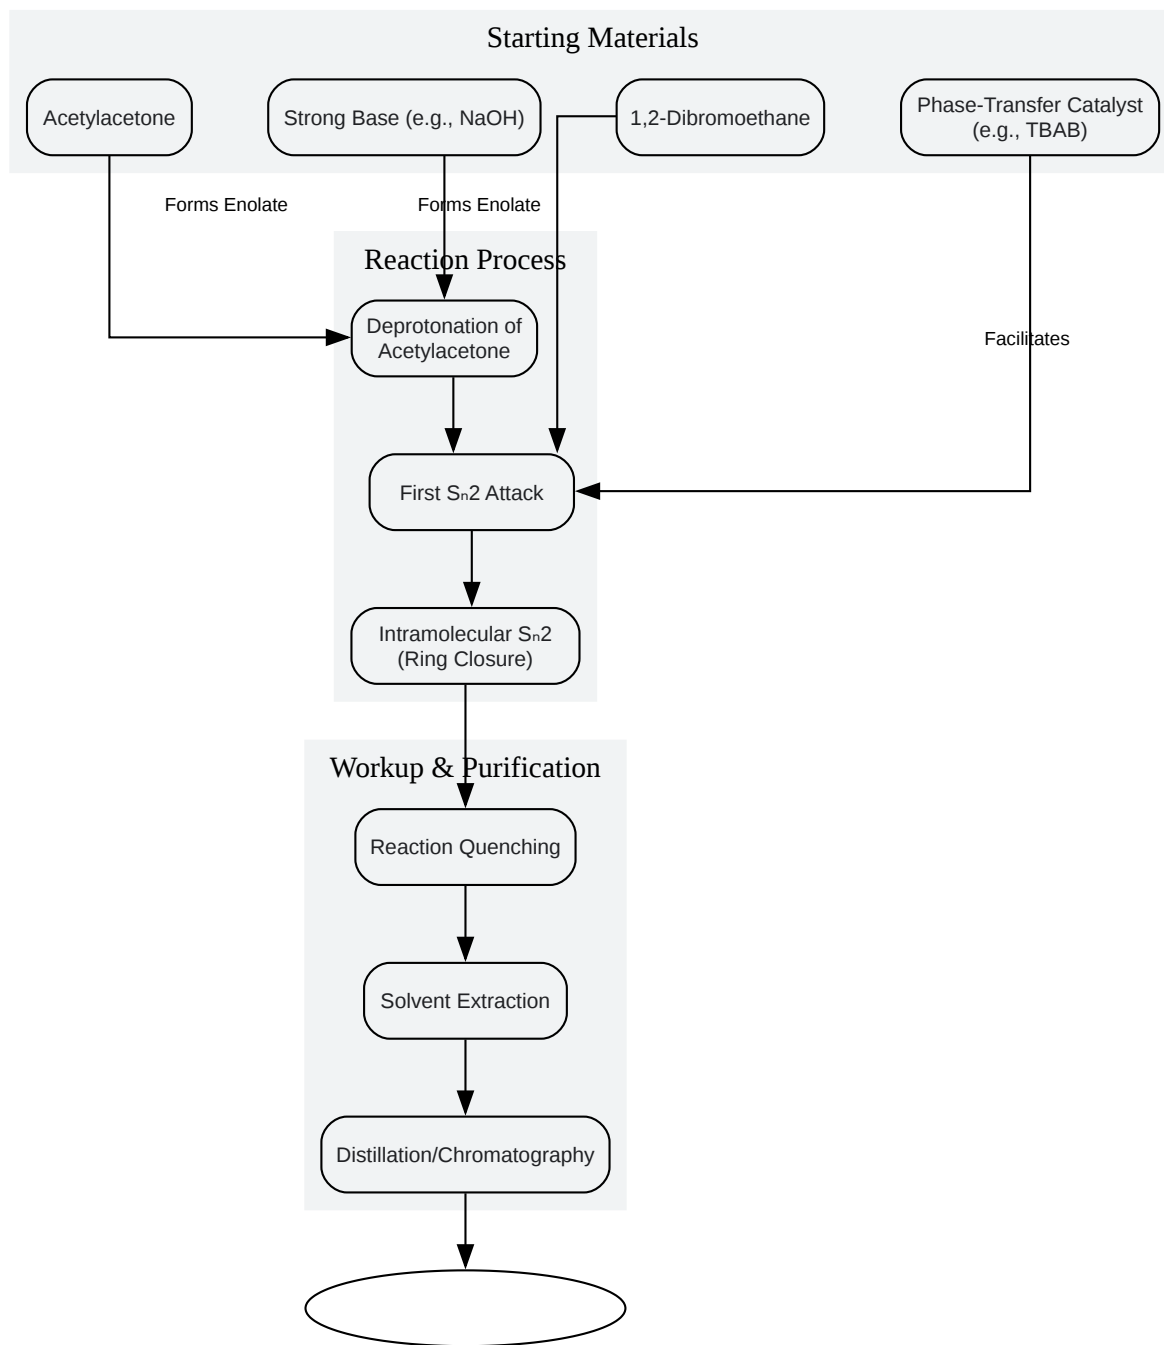 Starting Materials
Acetylacetone
Strong Base (e.g., NaOH)
1,2-Dibromoethane
Phase-Transfer Catalyst
(e.g., TBAB)
Forms Enolate
Forms Enolate
Reaction Process
Deprotonation of
Acetylacetone
Facilitates
First Sₙ2 Attack
Intramolecular Sₙ2
(Ring Closure)
Workup & Purification
Reaction Quenching
Solvent Extraction
Distillation/Chromatography